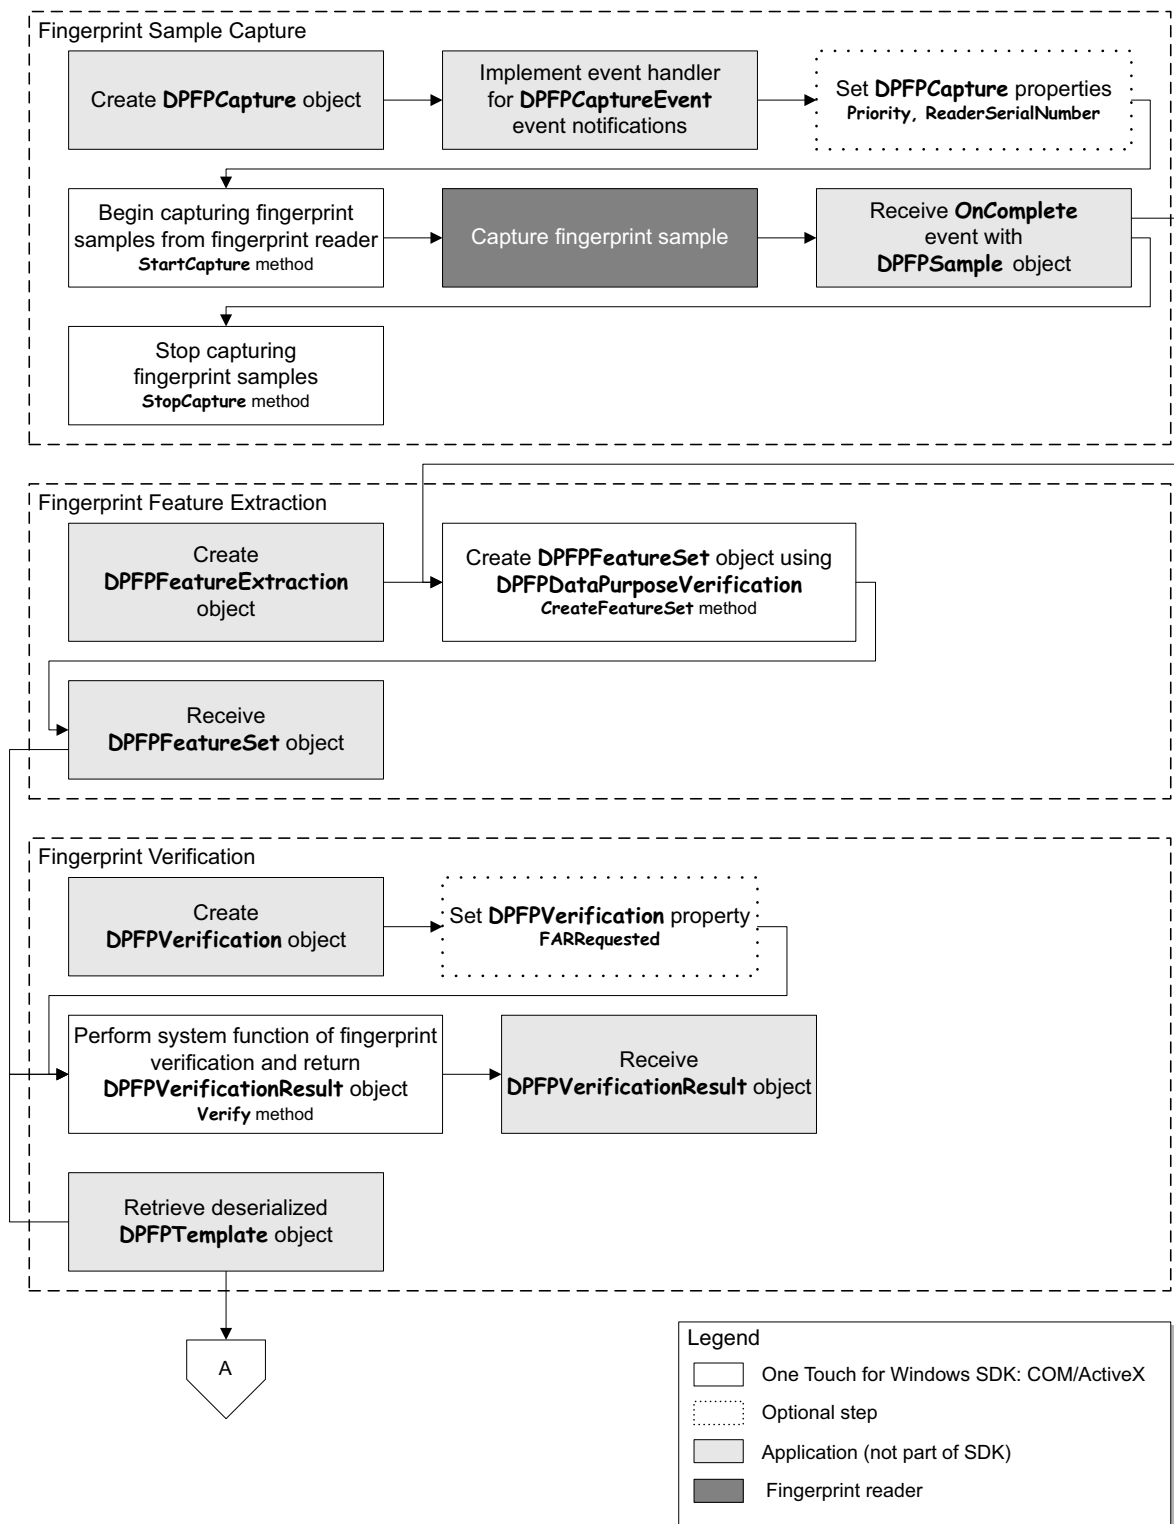 Fingerprint Sample Capture
Create DPFPCapture object
Implement event handler
for DPFPCaptureEvent
event notifications
Set DPFPCapture properties
Priority, ReaderSerialNumber
Begin capturing fingerprint
samples from fingerprint reader
StartCapture method
Capture fingerprint sample
Receive OnComplete
event with
DPFPSample object
Stop capturing
fingerprint samples
StopCapture method
Fingerprint Feature Extraction
Create
DPFPFeatureExtraction
object
Create DPFPFeatureSet object using
DPFPDataPurposeVerification
CreateFeatureSet method
Receive
DPFPFeatureSet object
Fingerprint Verification
Create
DPFPVerification object
Set DPFPVerification property
FARRequested
Perform system function of fingerprint
verification and return
DPFPVerificationResult object
Verify method
Receive
DPFPVerificationResult object
Retrieve deserialized
DPFPTemplate object
A
Legend
One Touch for Windows SDK: COM/ActiveX
Optional step
Application (not part of SDK)
Fingerprint reader